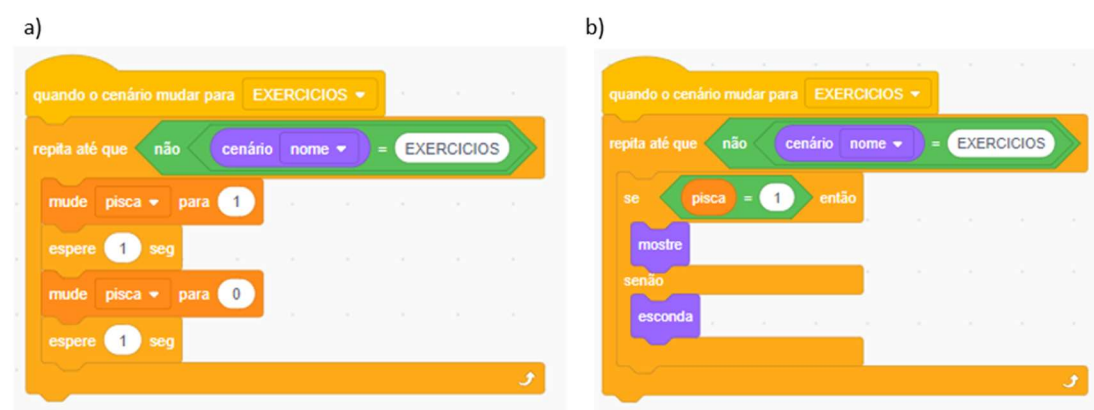 a)
quando o cenário mudar para EXERCICIOS
repita até que não cenário nome = EXERCICIOS
mude pisca para 1
espere 1 seg
mude pisca para 0
espere 1 seg
b)
quando o cenário mudar para EXERCICIOS
repita até que não cenário nome = EXERCICIOS
se pisca = 1 então
mostre
senão
esconda